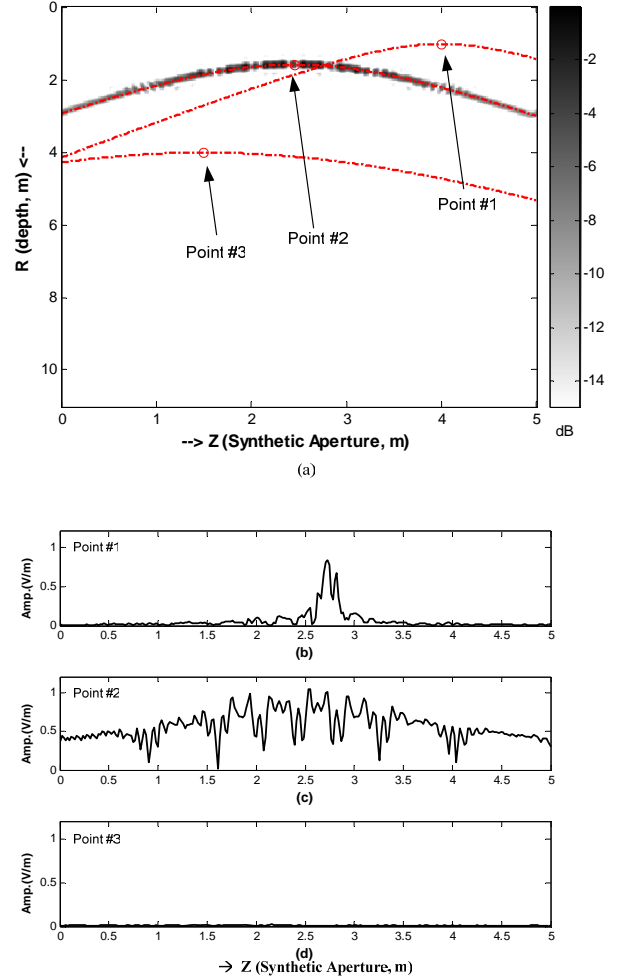 0
2
4
6
8
10
R (depth, m) <--
0
1
2
3
4
5
--> Z (Synthetic Aperture, m)
Point #1
Point #2
Point #3
-2
-4
-6
-8
-10
-12
-14
dB
(a)
Point #1
Amp.(V/m)
1
0.5
0
0 0.5 1 1.5 2 2.5 3 3.5 4 4.5 5
(b)
Point #2
Amp.(V/m)
1
0.5
0
0 0.5 1 1.5 2 2.5 3 3.5 4 4.5 5
(c)
Point #3
Amp.(V/m)
1
0.5
0
0 0.5 1 1.5 2 2.5 3 3.5 4 4.5 5
(d)
→ Z (Synthetic Aperture, m)